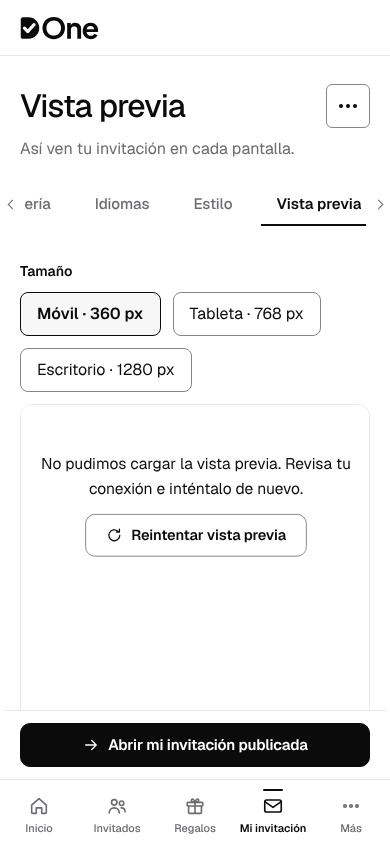 One
Vista previa
Así ven tu invitación en cada pantalla.
ería
Idiomas
Estilo
Vista previa
Tamaño
Móvil · 360 px
Tableta · 768 px
Escritorio · 1280 px
No pudimos cargar la vista previa. Revisa tu
conexión e inténtalo de nuevo.
Reintentar vista previa
Abrir mi invitación publicada
Inicio
Invitados
Regalos
Mi invitación
Más